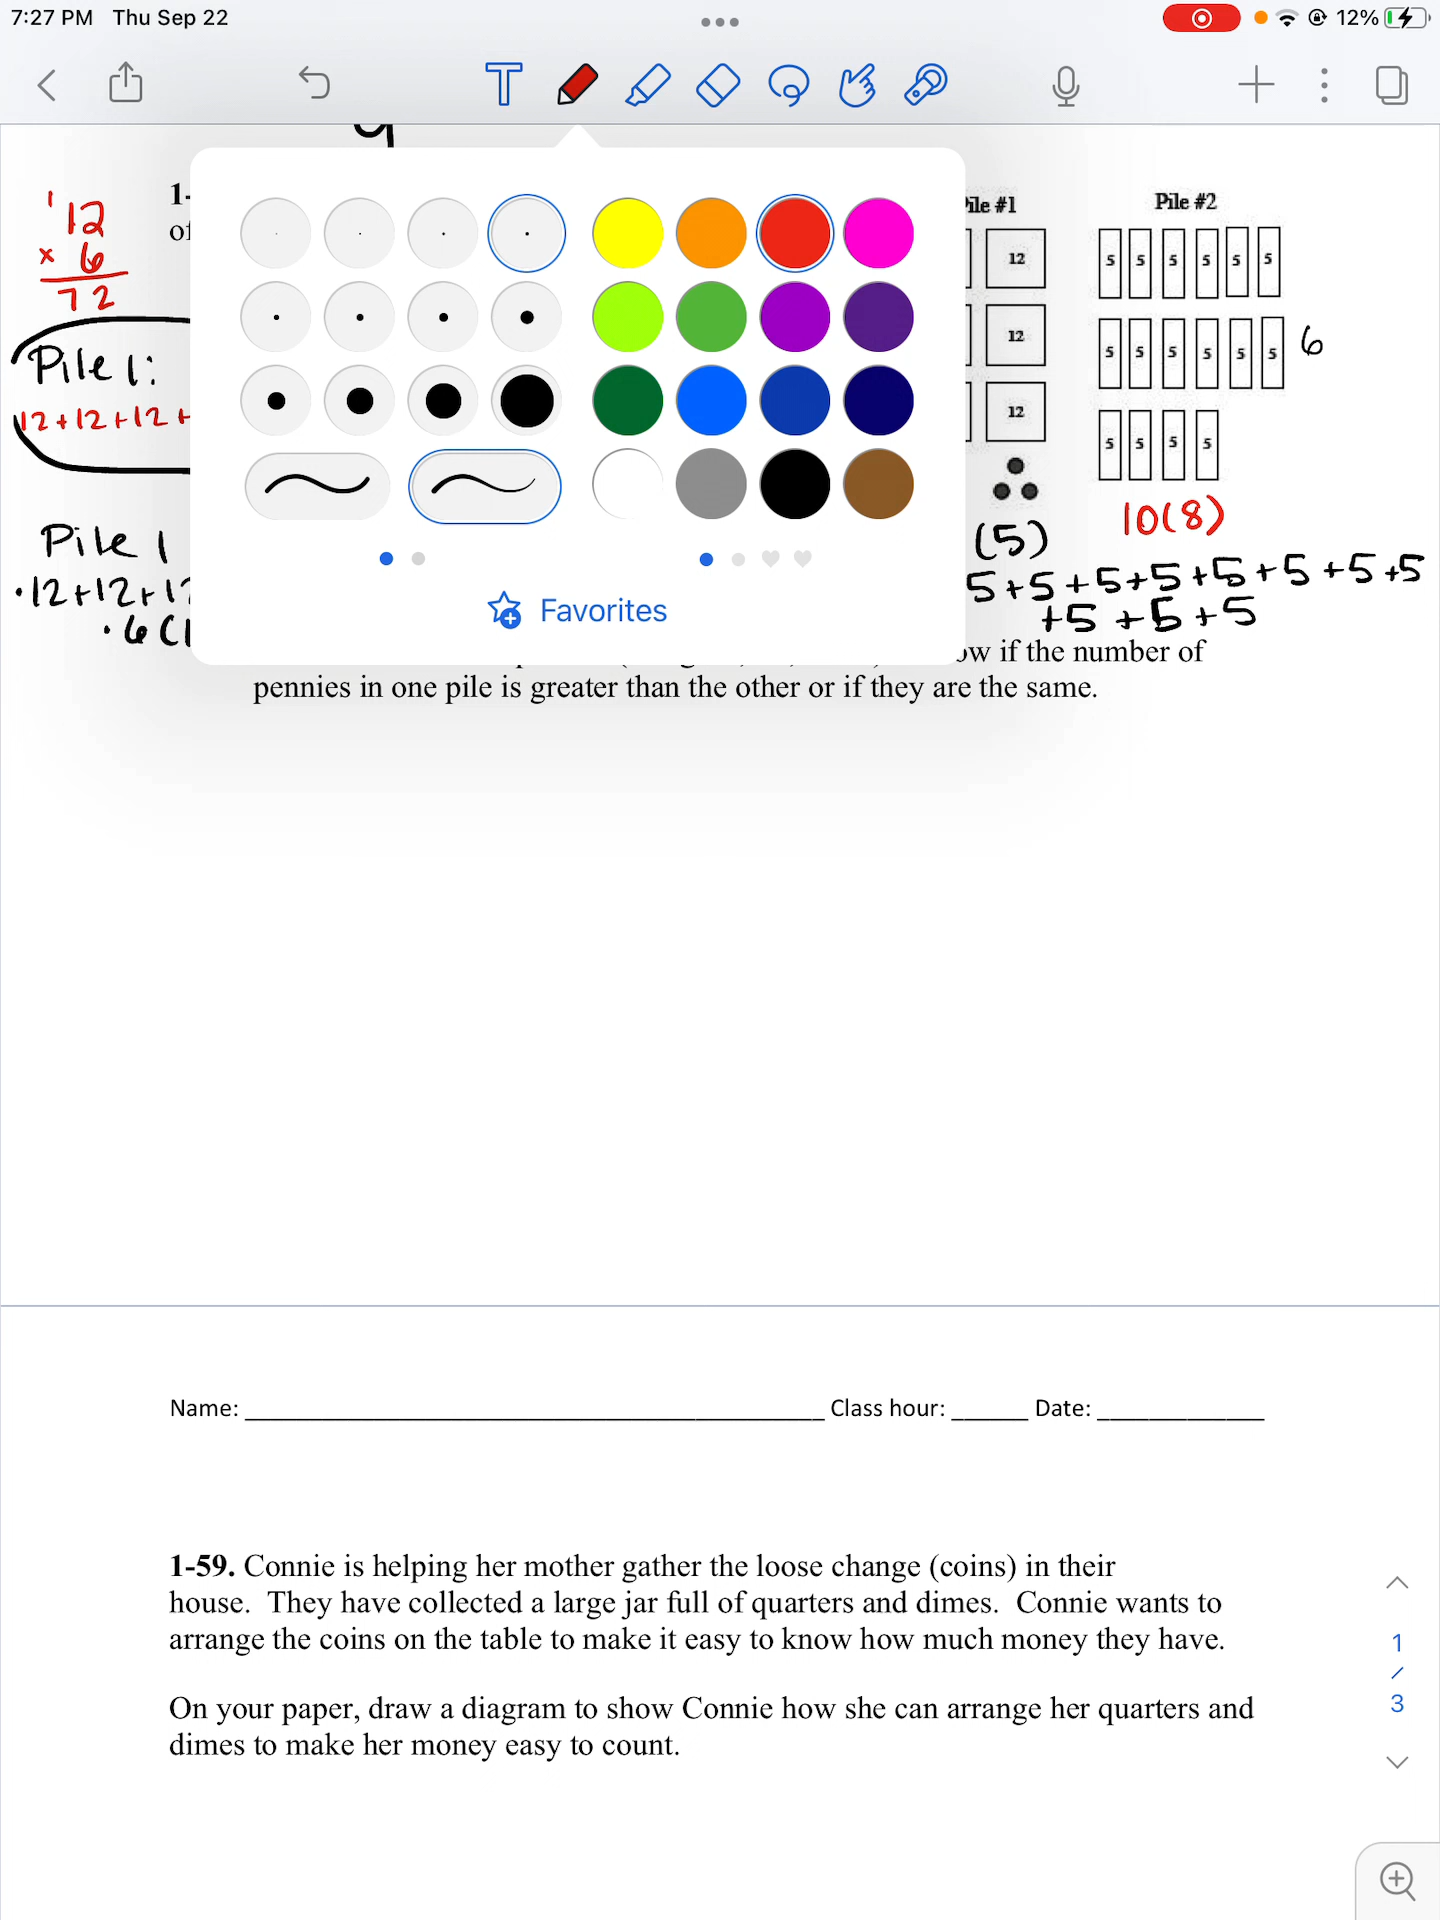 7:27 PM Thu Sep 22
12%
T
1
12
× 6
72
1-
of
Pile 1:
12+12+12+
Pile 1
·12+12+12
·6(1
Favorites
Pile #1
12
12
12
Pile #2
5 5 5 5 5 5
5 5 5 5 5 5
6
5 5 5 5
(5)
10(8)
5+5+5+5+5+5+5+5
+5+5+5
ow if the number of
pennies in one pile is greater than the other or if they are the same.
Name: Class hour: Date:
1-59. Connie is helping her mother gather the loose change (coins) in their
house. They have collected a large jar full of quarters and dimes. Connie wants to
arrange the coins on the table to make it easy to know how much money they have.
On your paper, draw a diagram to show Connie how she can arrange her quarters and
dimes to make her money easy to count.
1
/
3